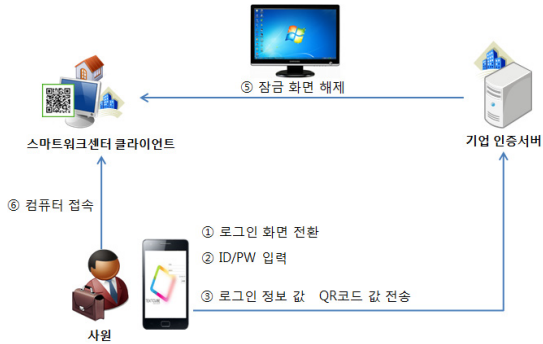 ⑤ 잠금 화면 해제
스마트워크센터 클라이언트
기업 인증서버
⑥ 컴퓨터 접속
① 로그인 화면 전환
② ID/PW 입력
③ 로그인 정보 값 QR코드 값 전송
사원